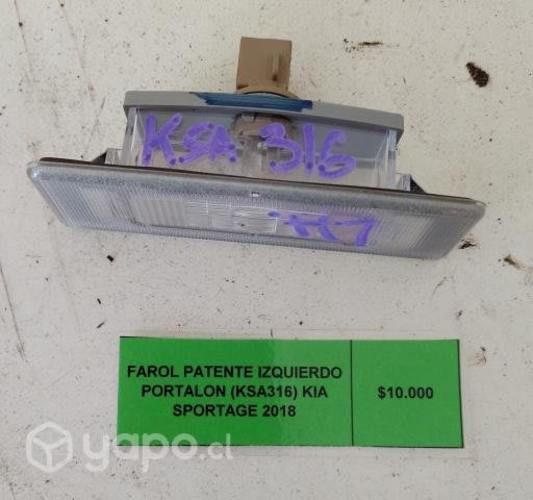 KSA 316
FAROL PATENTE IZQUIERDO
PORTALON (KSA316) KIA
SPORTAGE 2018
$10.000
yapo.cl